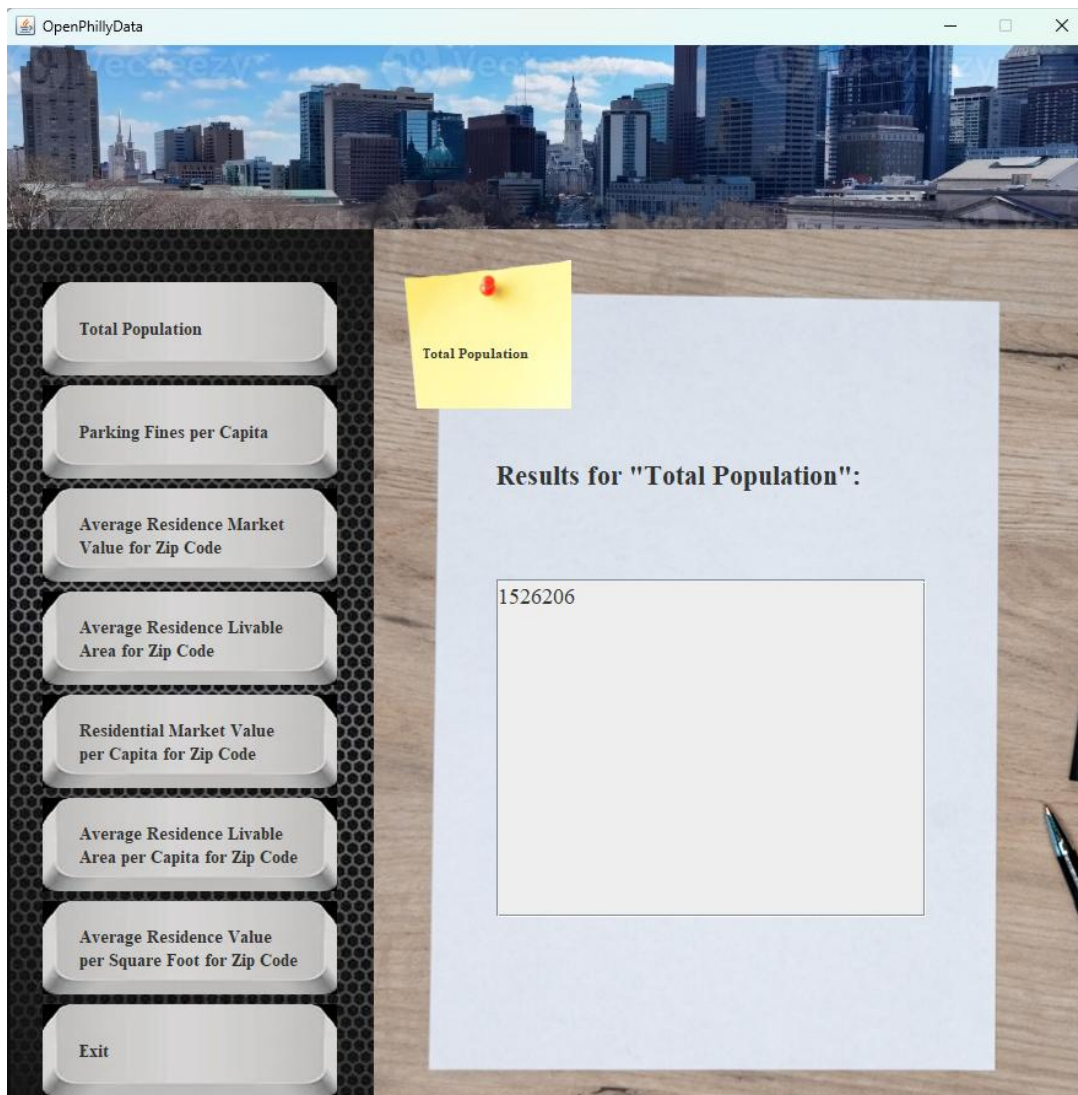 OpenPhillyData
Vecteezy
Vecteezy
Total Population
Parking Fines per Capita
Average Residence Market
Value for Zip Code
Average Residence Livable
Area for Zip Code
Residential Market Value
per Capita for Zip Code
Average Residence Livable
Area per Capita for Zip Code
Average Residence Value
per Square Foot for Zip Code
Exit
Total Population
Results for "Total Population":
1526206